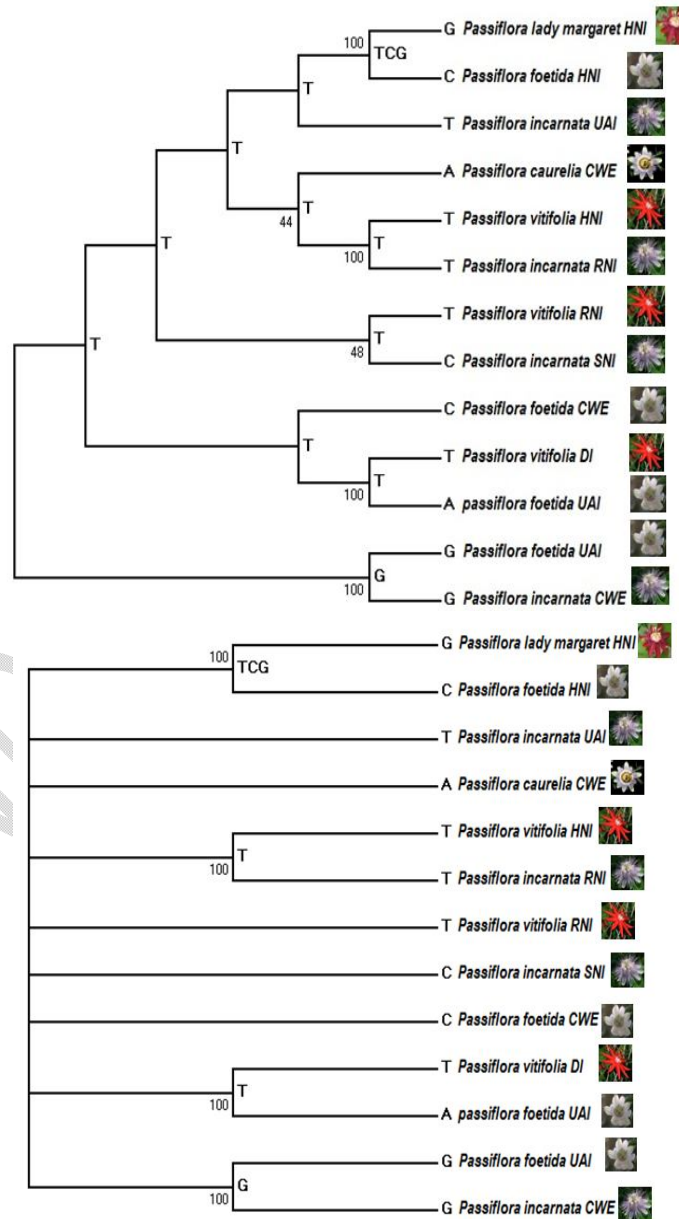 G Passiflora lady margaret HNI
100
TCG
C Passiflora foetida HNI
T
T Passiflora incarnata UAI
T
A Passiflora caurelia CWE
T
44
T Passiflora vitifolia HNI
T
T
100
T Passiflora incarnata RNI
T Passiflora vitifolia RNI
T
T
48
C Passiflora incarnata SNI
C Passiflora foetida CWE
T
T Passiflora vitifolia DI
T
100
A passiflora foetida UAI
G Passiflora foetida UAI
G
100
G Passiflora incarnata CWE
G Passiflora lady margaret HNI
100
TCG
C Passiflora foetida HNI
T Passiflora incarnata UAI
A Passiflora caurelia CWE
T Passiflora vitifolia HNI
T
100
T Passiflora incarnata RNI
T Passiflora vitifolia RNI
C Passiflora incarnata SNI
C Passiflora foetida CWE
T Passiflora vitifolia DI
T
100
A passiflora foetida UAI
G Passiflora foetida UAI
G
100
G Passiflora incarnata CWE